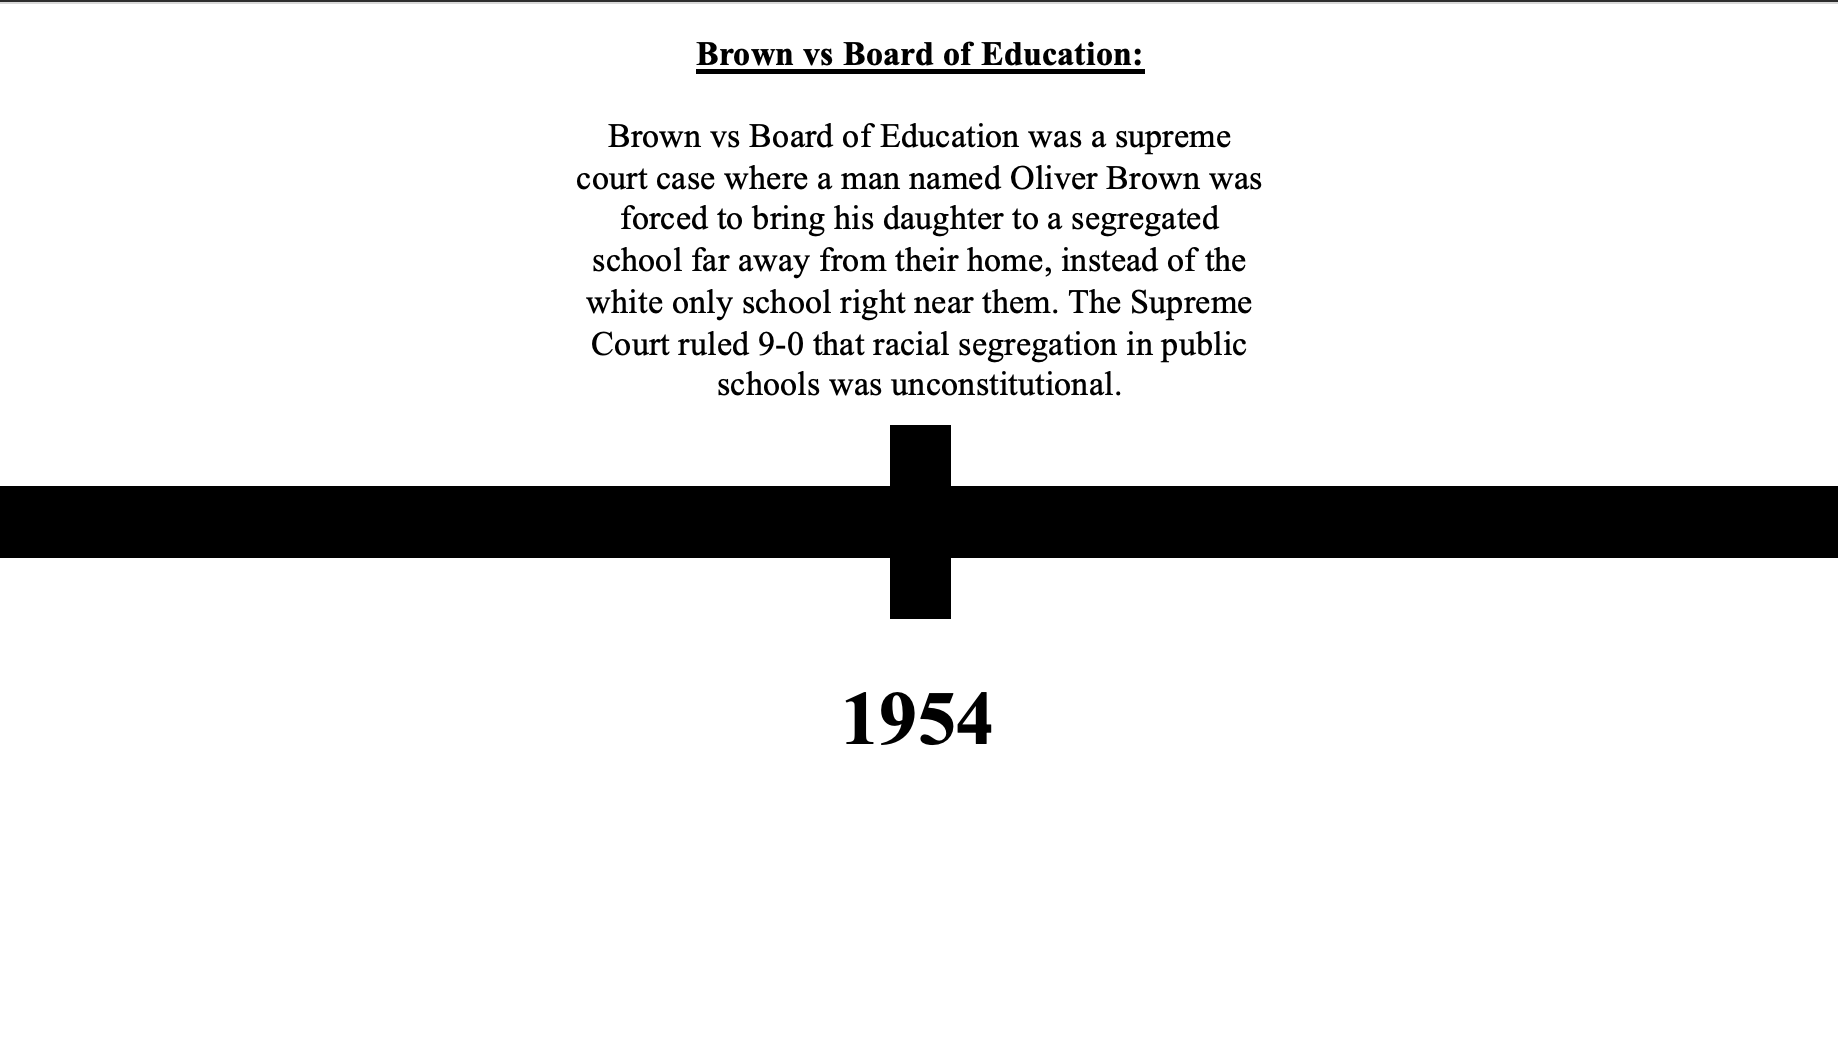 Brown vs Board of Education:
Brown vs Board of Education was a supreme
court case where a man named Oliver Brown was
forced to bring his daughter to a segregated
school far away from their home, instead of the
white only school right near them. The Supreme
Court ruled 9-0 that racial segregation in public
schools was unconstitutional.
1954